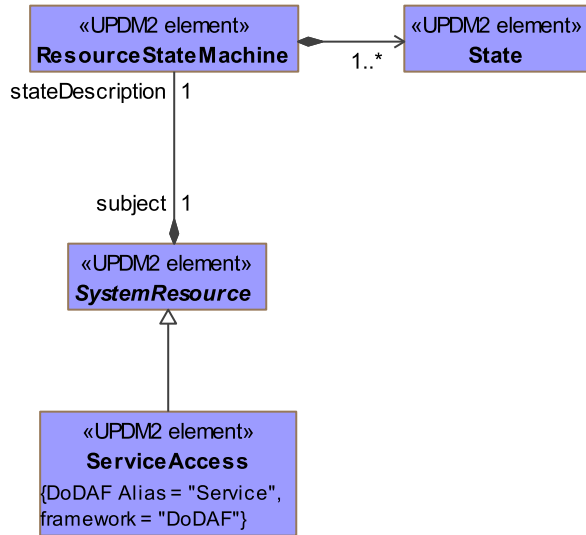 «UPDM2 element»
ResourceStateMachine
«UPDM2 element»
State
1..*
stateDescription 1
subject 1
«UPDM2 element»
SystemResource
«UPDM2 element»
ServiceAccess
{DoDAF Alias = "Service",
framework = "DoDAF"}